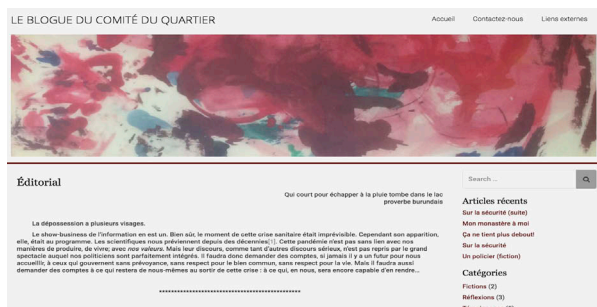 LE BLOGUE DU COMITÉ DU QUARTIER
Accueil Contactez-nous Liens externes
Éditorial
Qui court pour échapper à la pluie tombe dans le lac
proverbe burundais
La dépossession a plusieurs visages.
Le show-business de l'information en est un. Bien sûr, le moment de cette crise sanitaire était imprévisible. Cependant son apparition,
elle, était au programme. Les scientifiques nous préviennent depuis des décennies[1]. Cette pandémie n'est pas sans lien avec nos
manières de produire, de vivre; avec nos valeurs. Mais leur discours, comme tant d'autres discours sérieux, n'est pas repris par le grand
spectacle auquel nos politiciens sont parfaitement intégrés. Il faudra donc demander des comptes, si jamais il y a un futur pour nous
accueillir, à ceux qui gouvernent sans prévoyance, sans respect pour le bien commun, sans respect pour la vie. Mais il faudra aussi
demander des comptes à ce qui restera de nous-mêmes au sortir de cette crise : à ce qui, en nous, sera encore capable d'en rendre...
*******************************************
Search ...
Articles récents
Sur la sécurité (suite)
Mon monastère à moi
Ça ne tient plus debout!
Sur la sécurité
Un policier (fiction)
Catégories
Fictions (2)
Réflexions (3)